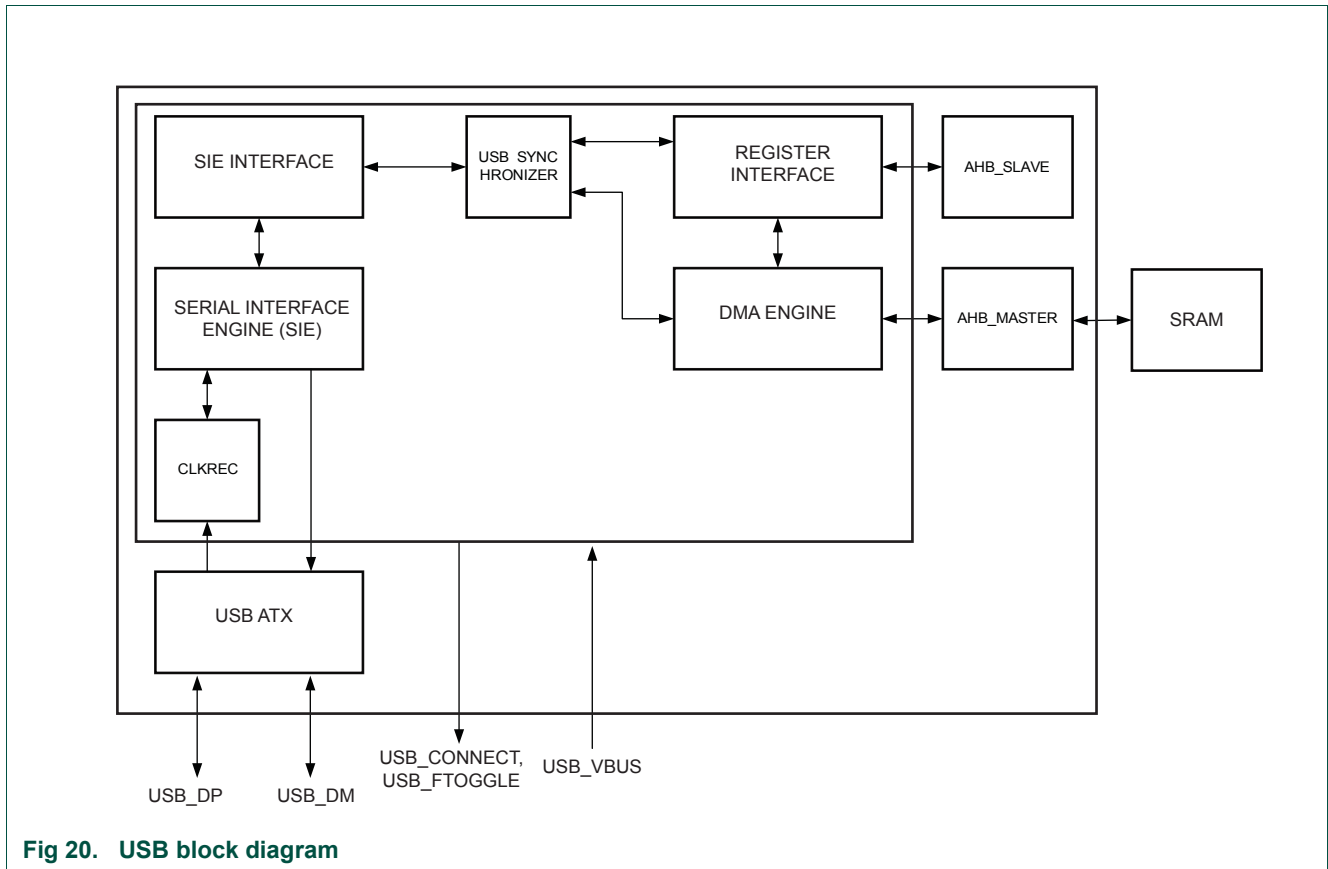 SIE INTERFACE
USB SYNC
HRONIZER
REGISTER
INTERFACE
AHB_SLAVE
SERIAL INTERFACE
ENGINE (SIE)
DMA ENGINE
AHB_MASTER
SRAM
CLKREC
USB ATX
USB_CONNECT,
USB_FTOGGLE
USB_VBUS
USB_DP
USB_DM
Fig 20. USB block diagram